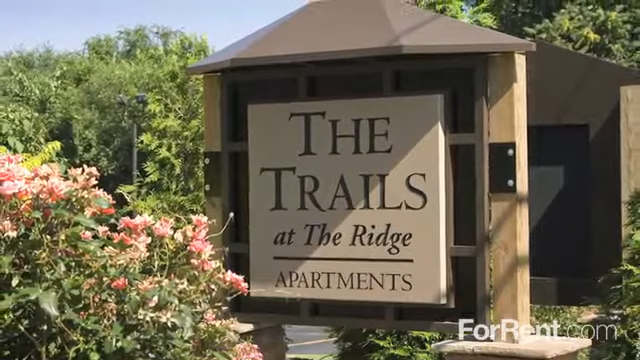 THE
TRAILS
at The Ridge
APARTMENTS
ForRent.com